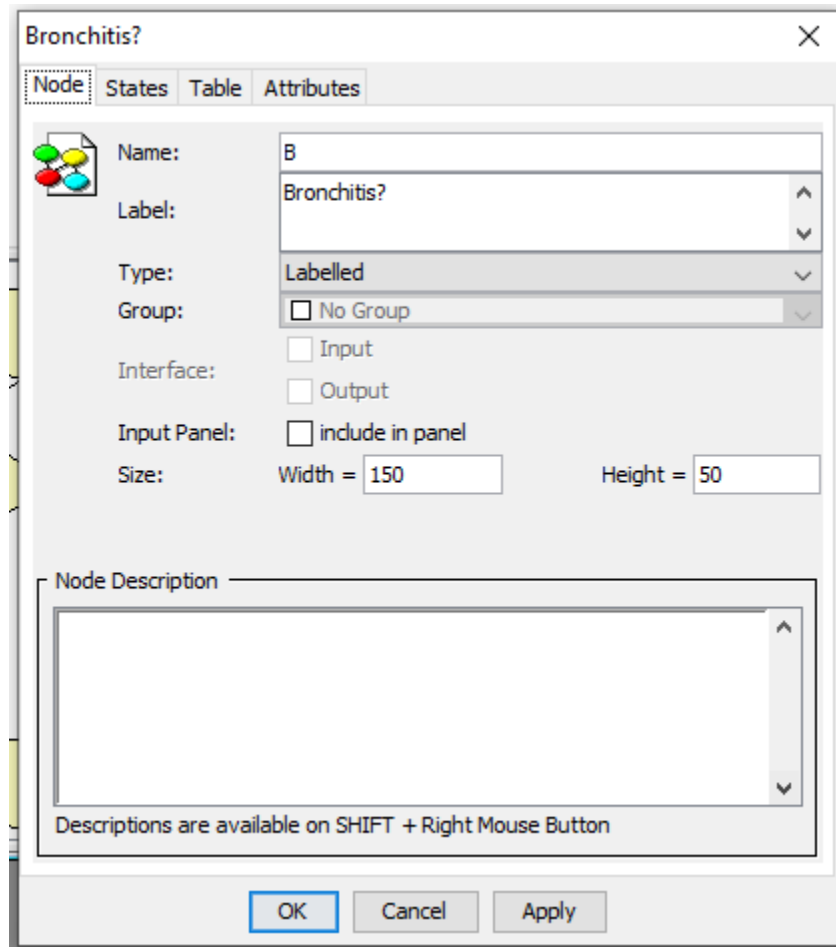 Bronchitis?
Node States Table Attributes
Name: B
Label: Bronchitis?
Type: Labelled
Group: No Group
Interface: Input
Output
Input Panel: include in panel
Size: Width = 150 Height = 50
Node Description
Descriptions are available on SHIFT + Right Mouse Button
OK Cancel Apply